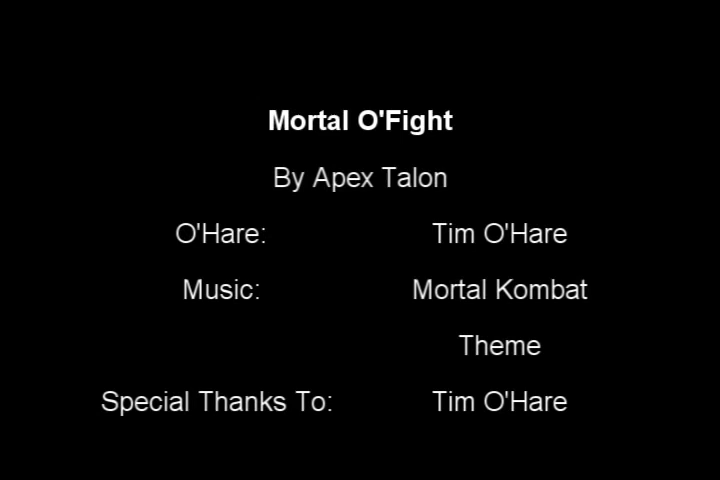 Mortal O'Fight
By Apex Talon
O'Hare: Tim O'Hare
Music: Mortal Kombat
Theme
Special Thanks To: Tim O'Hare